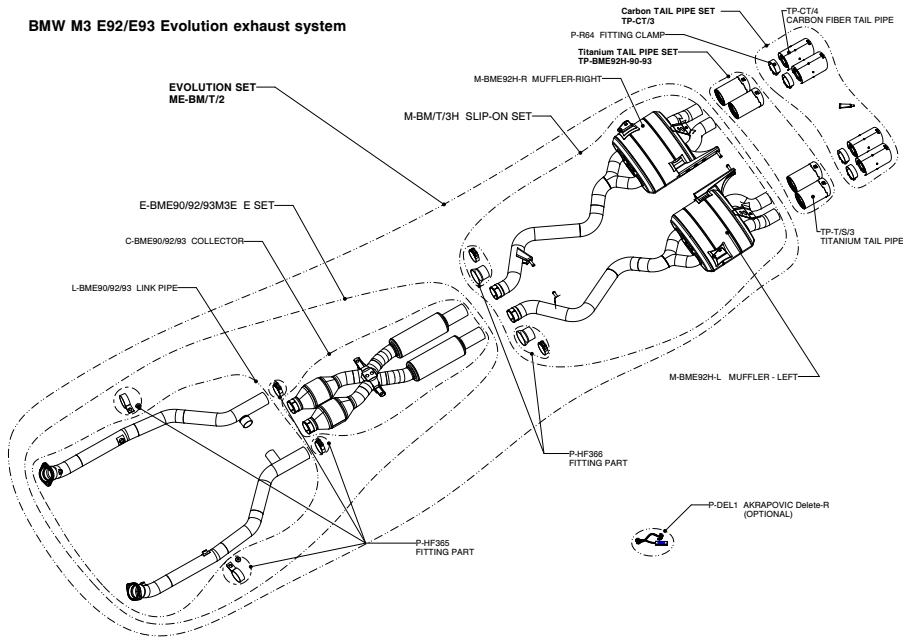 BMW M3 E92/E93 Evolution exhaust system
Carbon TAIL PIPE SET
TP-CT/3
TP-CT/4
CARBON FIBER TAIL PIPE
P-R64 FITTING CLAMP
Titanium TAIL PIPE SET
TP-BME92H-90-93
M-BME92H-R MUFFLER-RIGHT
EVOLUTION SET
ME-BM/T/2
M-BM/T/3H SLIP-ON SET
E-BME90/92/93M3E E SET
C-BME90/92/93 COLLECTOR
TP-T/S/3
TITANIUM TAIL PIPE
L-BME90/92/93 LINK PIPE
M-BME92H-L MUFFLER - LEFT
P-HF366
FITTING PART
P-DEL1 AKRAPOVIC Delete-R
(OPTIONAL)
P-HF365
FITTING PART